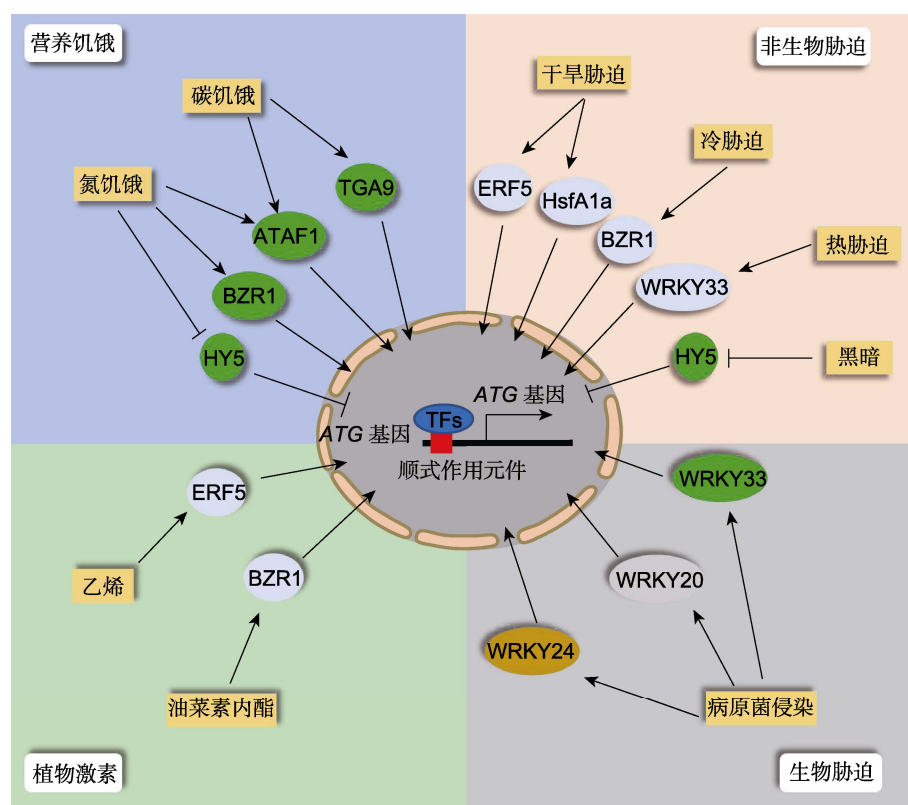 营养饥饿
碳饥饿
氮饥饿
TGA9
ATAF1
BZR1
HY5
非生物胁迫
干旱胁迫
冷胁迫
ERF5
HsfA1a
BZR1
热胁迫
WRKY33
HY5
黑暗
ATG 基因
TFs
ATG 基因
顺式作用元件
ERF5
乙烯
BZR1
油菜素内酯
植物激素
WRKY33
WRKY20
WRKY24
病原菌侵染
生物胁迫